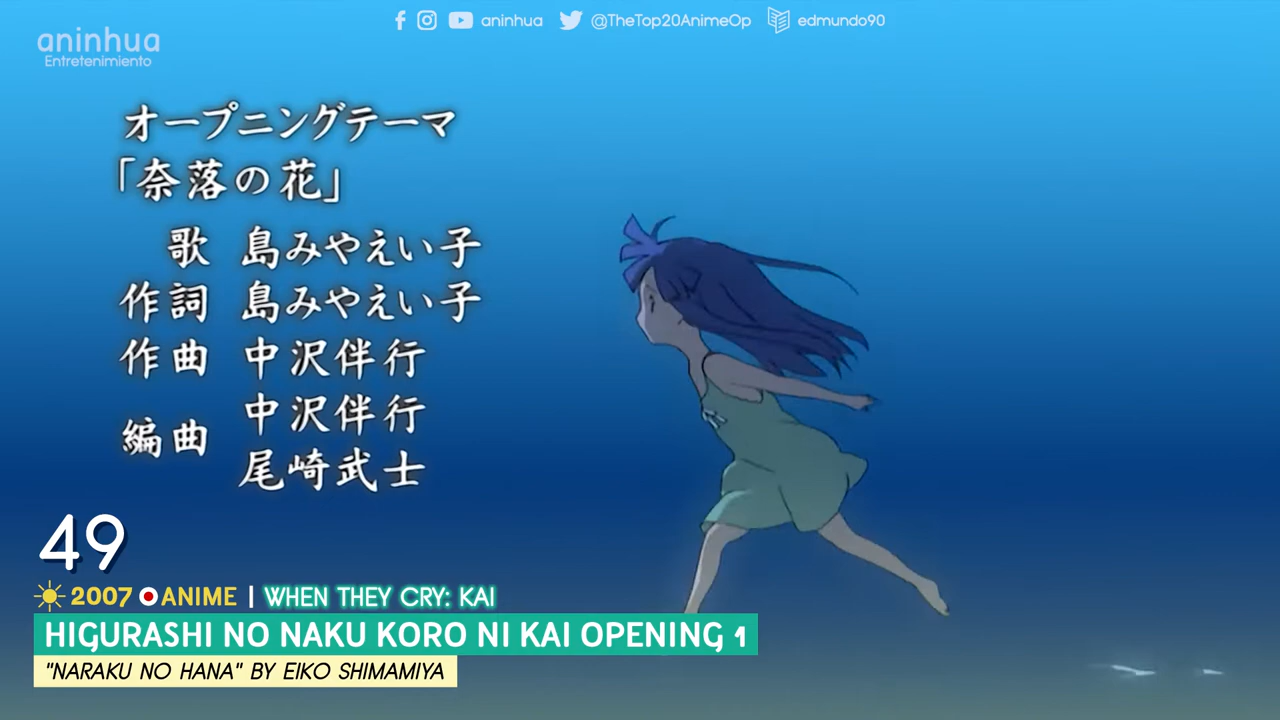 aninhua @TheTop20AnimeOp edmundo90
aninhua
Entretenimiento
オープニングテーマ
「奈落の花」
歌 島みやえい子
作詞 島みやえい子
作曲 中沢伴行
編曲 中沢伴行
尾崎武士
49
2007 ANIME | WHEN THEY CRY: KAI
HIGURASHI NO NAKU KORO NI KAI OPENING 1
"NARAKU NO HANA" BY EIKO SHIMAMIYA